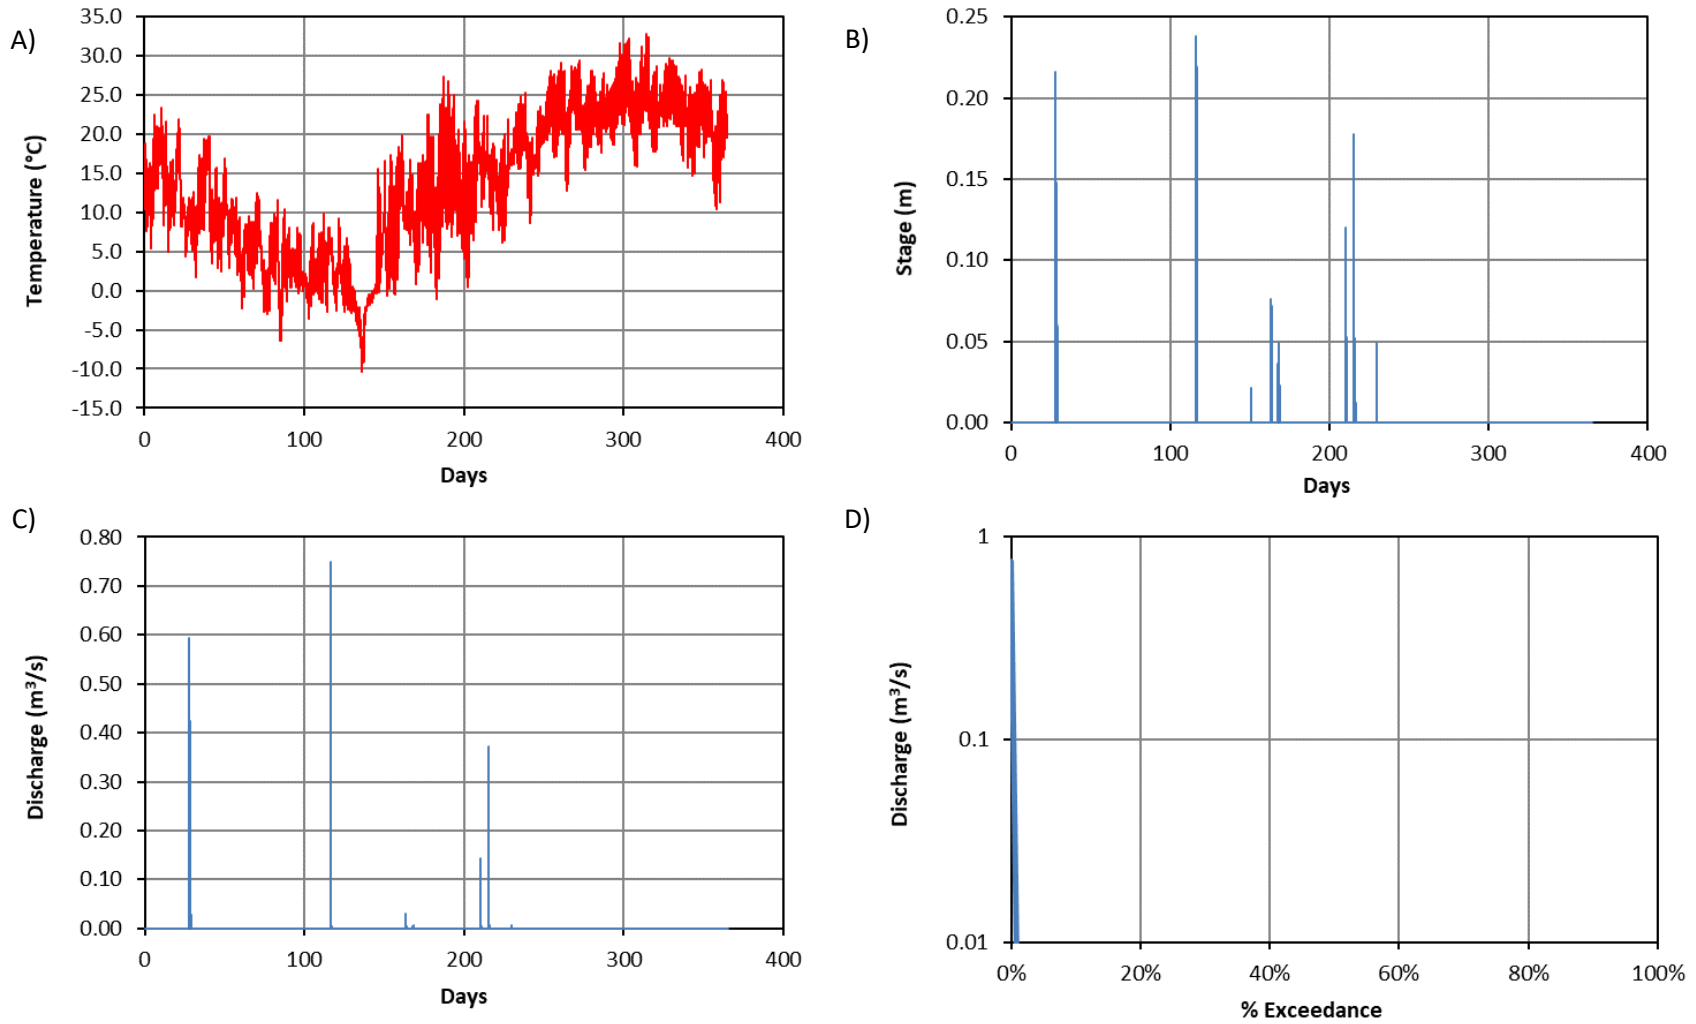 A)
35.0
30.0
25.0
20.0
15.0
10.0
5.0
0.0
-5.0
-10.0
-15.0
Temperature (°C)
0 100 200 300 400
Days
B)
0.25
0.20
0.15
0.10
0.05
0.00
Stage (m)
0 100 200 300 400
Days
C)
0.80
0.70
0.60
0.50
0.40
0.30
0.20
0.10
0.00
Discharge (m³/s)
0 100 200 300 400
Days
D)
1
0.1
0.01
Discharge (m³/s)
0% 20% 40% 60% 80% 100%
% Exceedance